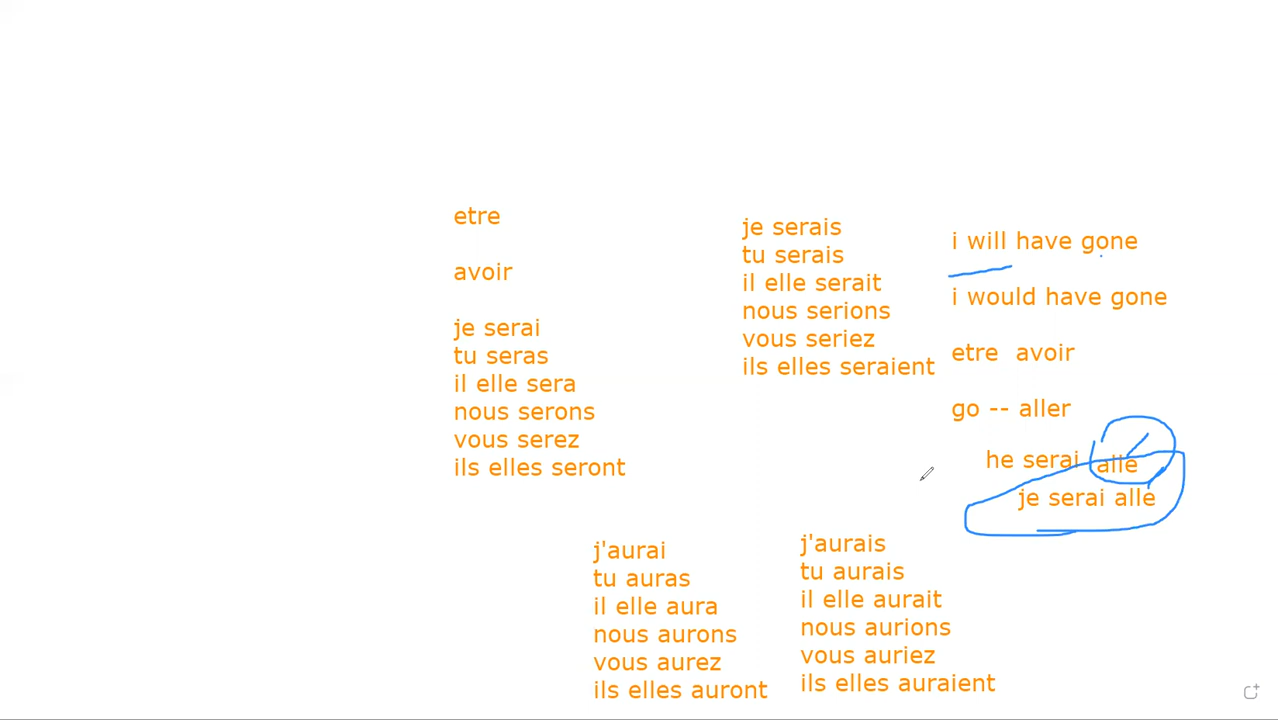 etre
avoir
je serai
tu seras
il elle sera
nous serons
vous serez
ils elles seront
je serais
tu serais
il elle serait
nous serions
vous seriez
ils elles seraient
i will have gone
i would have gone
etre avoir
go -- aller
he serai alle
je serai alle
j'aurai
tu auras
il elle aura
nous aurons
vous aurez
ils elles auront
j'aurais
tu aurais
il elle aurait
nous aurions
vous auriez
ils elles auraient